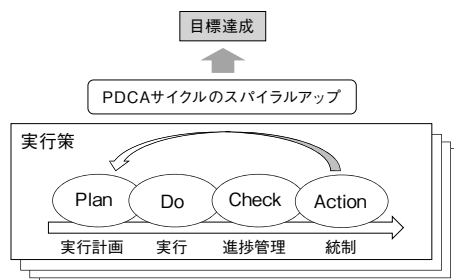 目標達成
PDCAサイクルのスパイラルアップ
実行策
Plan
Do
Check
Action
実行計画
実行
進捗管理
統制